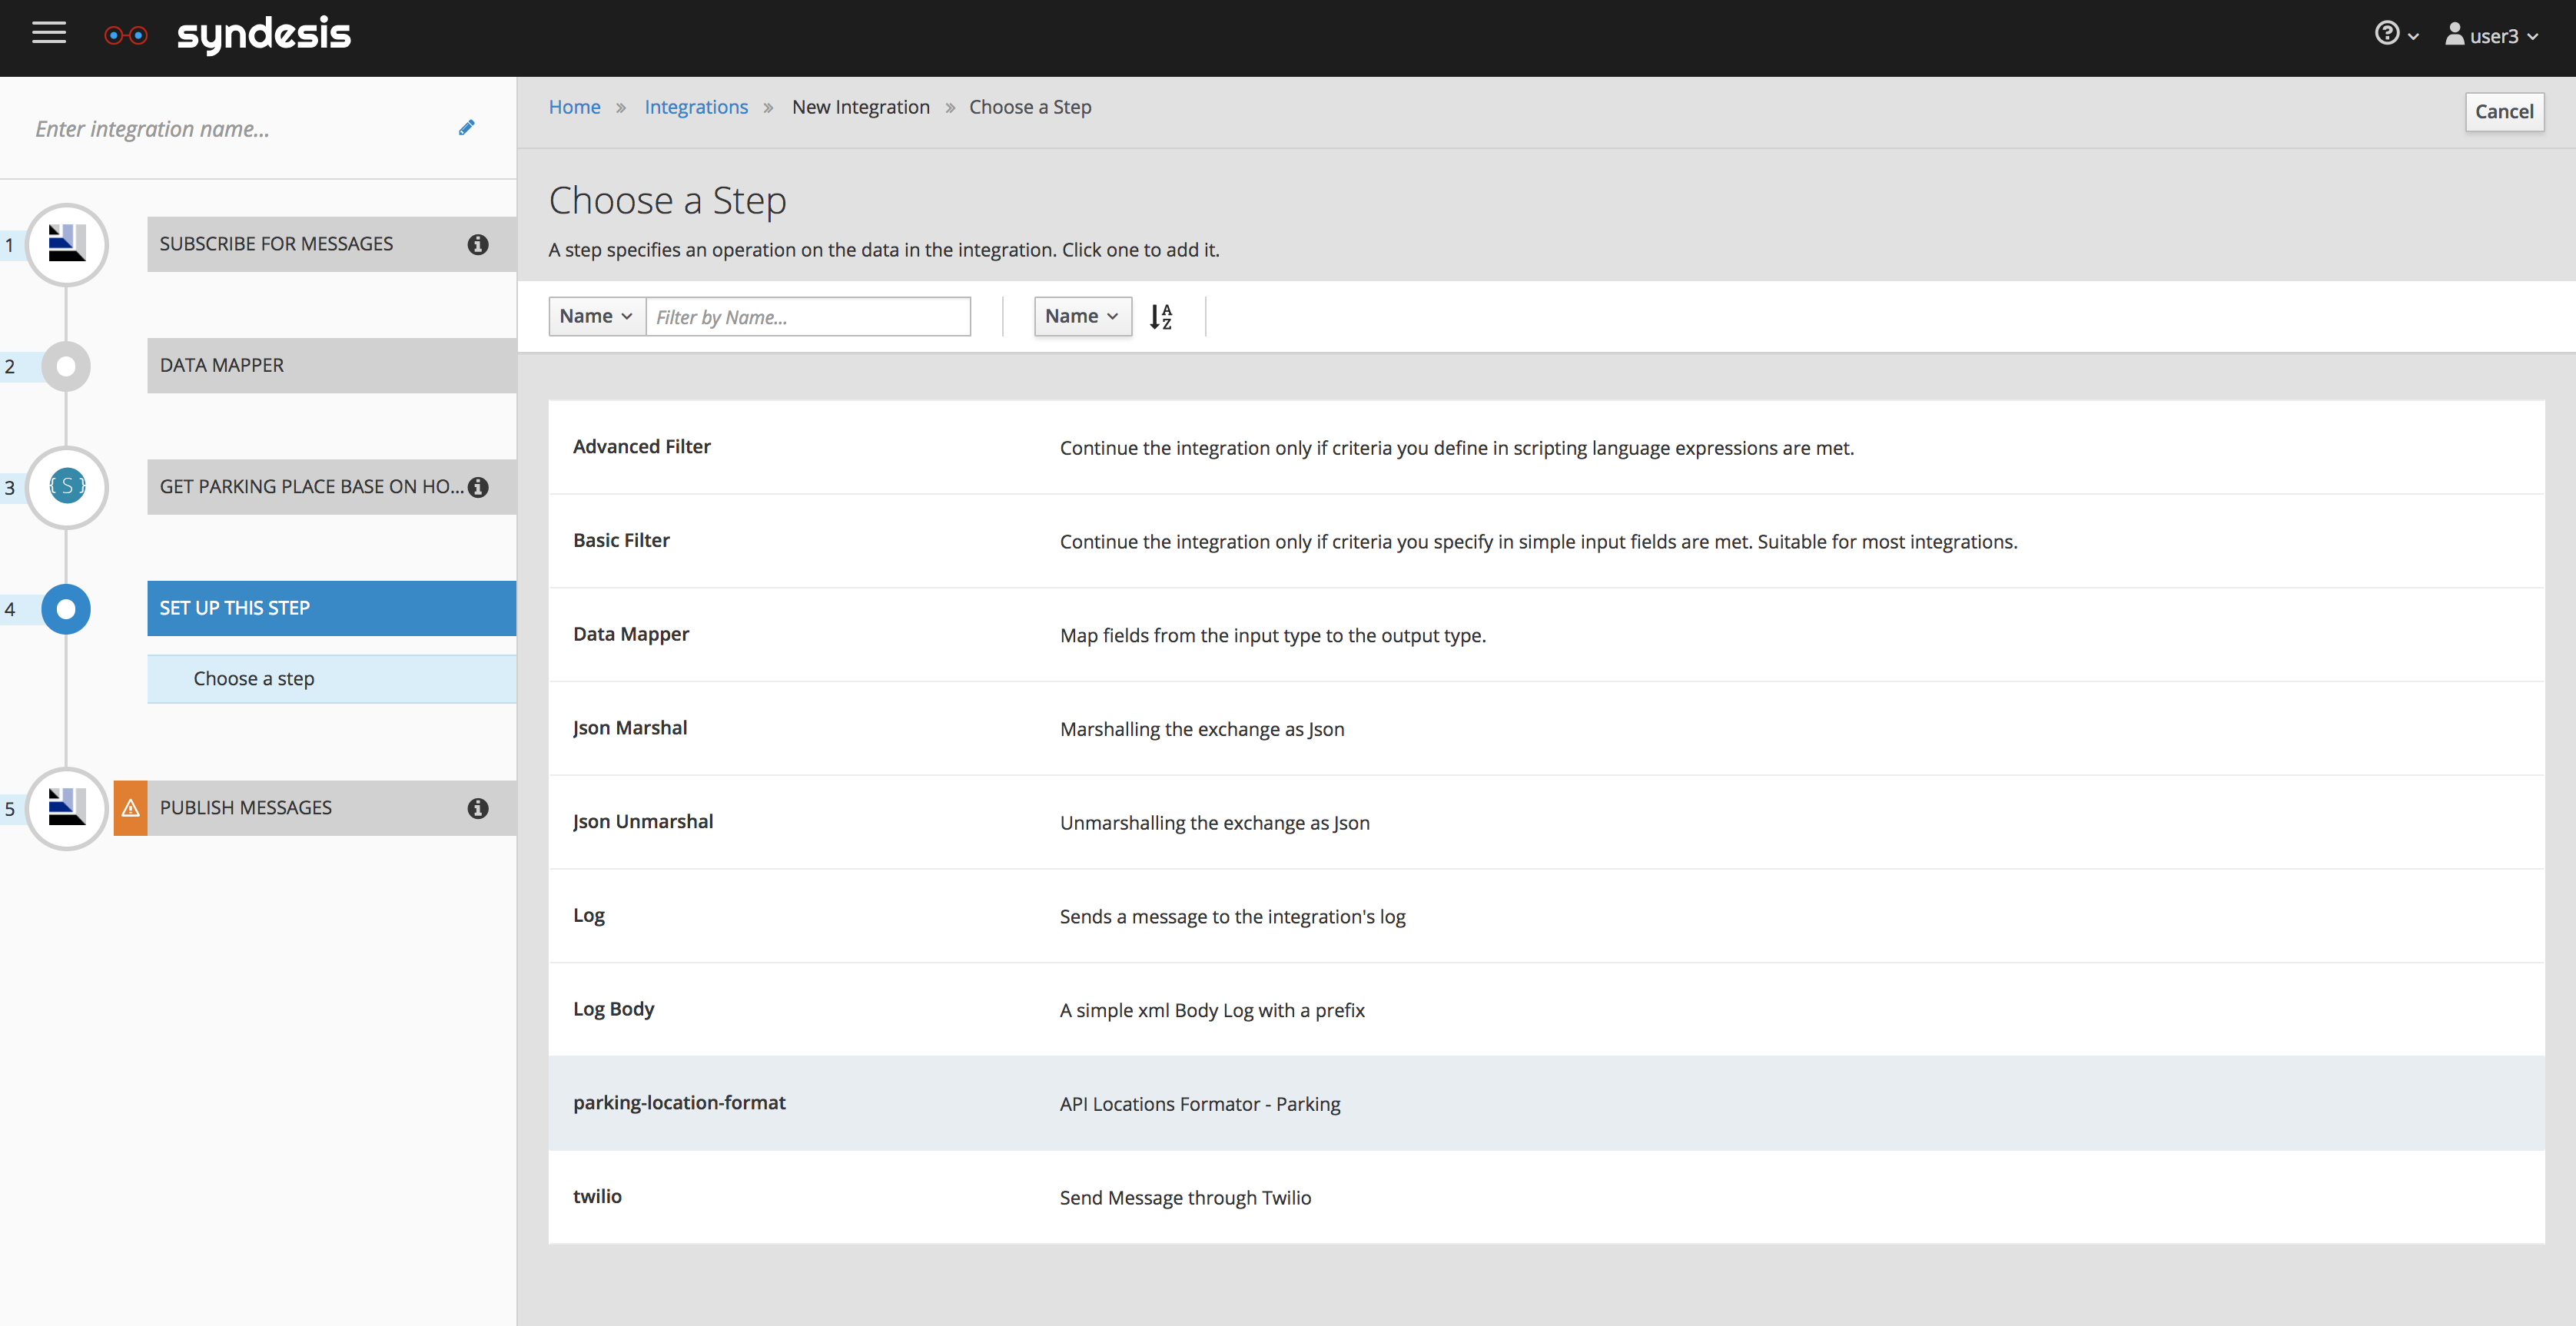 syndesis
user3
Enter integration name...
Home » Integrations » New Integration » Choose a Step
Cancel
1
SUBSCRIBE FOR MESSAGES
2
DATA MAPPER
3
{ S }
GET PARKING PLACE BASE ON HO...
4
SET UP THIS STEP
Choose a step
5
PUBLISH MESSAGES
Choose a Step
A step specifies an operation on the data in the integration. Click one to add it.
Name
Filter by Name...
Name
A
Z
Advanced Filter
Continue the integration only if criteria you define in scripting language expressions are met.
Basic Filter
Continue the integration only if criteria you specify in simple input fields are met. Suitable for most integrations.
Data Mapper
Map fields from the input type to the output type.
Json Marshal
Marshalling the exchange as Json
Json Unmarshal
Unmarshalling the exchange as Json
Log
Sends a message to the integration's log
Log Body
A simple xml Body Log with a prefix
parking-location-format
API Locations Formator - Parking
twilio
Send Message through Twilio